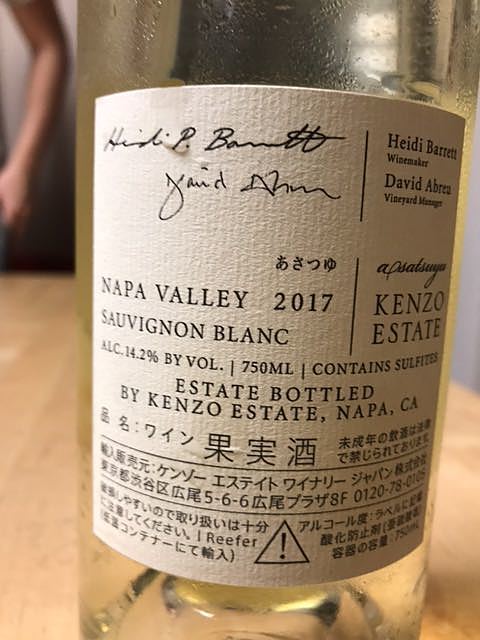 Heidi P. Barrett
David Abreu
Heidi Barrett
Winemaker
David Abreu
Vineyard Manager
あさつゆ
asatsuyu
NAPA VALLEY 2017
SAUVIGNON BLANC
KENZO
ESTATE
ALC.14.2% BY VOL. | 750ML | CONTAINS SULFITES
ESTATE BOTTLED
BY KENZO ESTATE, NAPA, CA
品 名:ワイン 果実酒 未成年の飲酒は法律
で禁じられております。
輸入販売元:ケンゾー エステイト ワイナリー ジャパン株式会社
東京都渋谷区広尾5-6-6広尾プラザ8F 0120-78-0105
破損しやすいので取り扱いは十分
に注意してください。| Reefer
(低温コンテナーにて輸入)
アルコール度:ラベルに記載
酸化防止剤(亜硫酸塩)
容器の容量:750mL